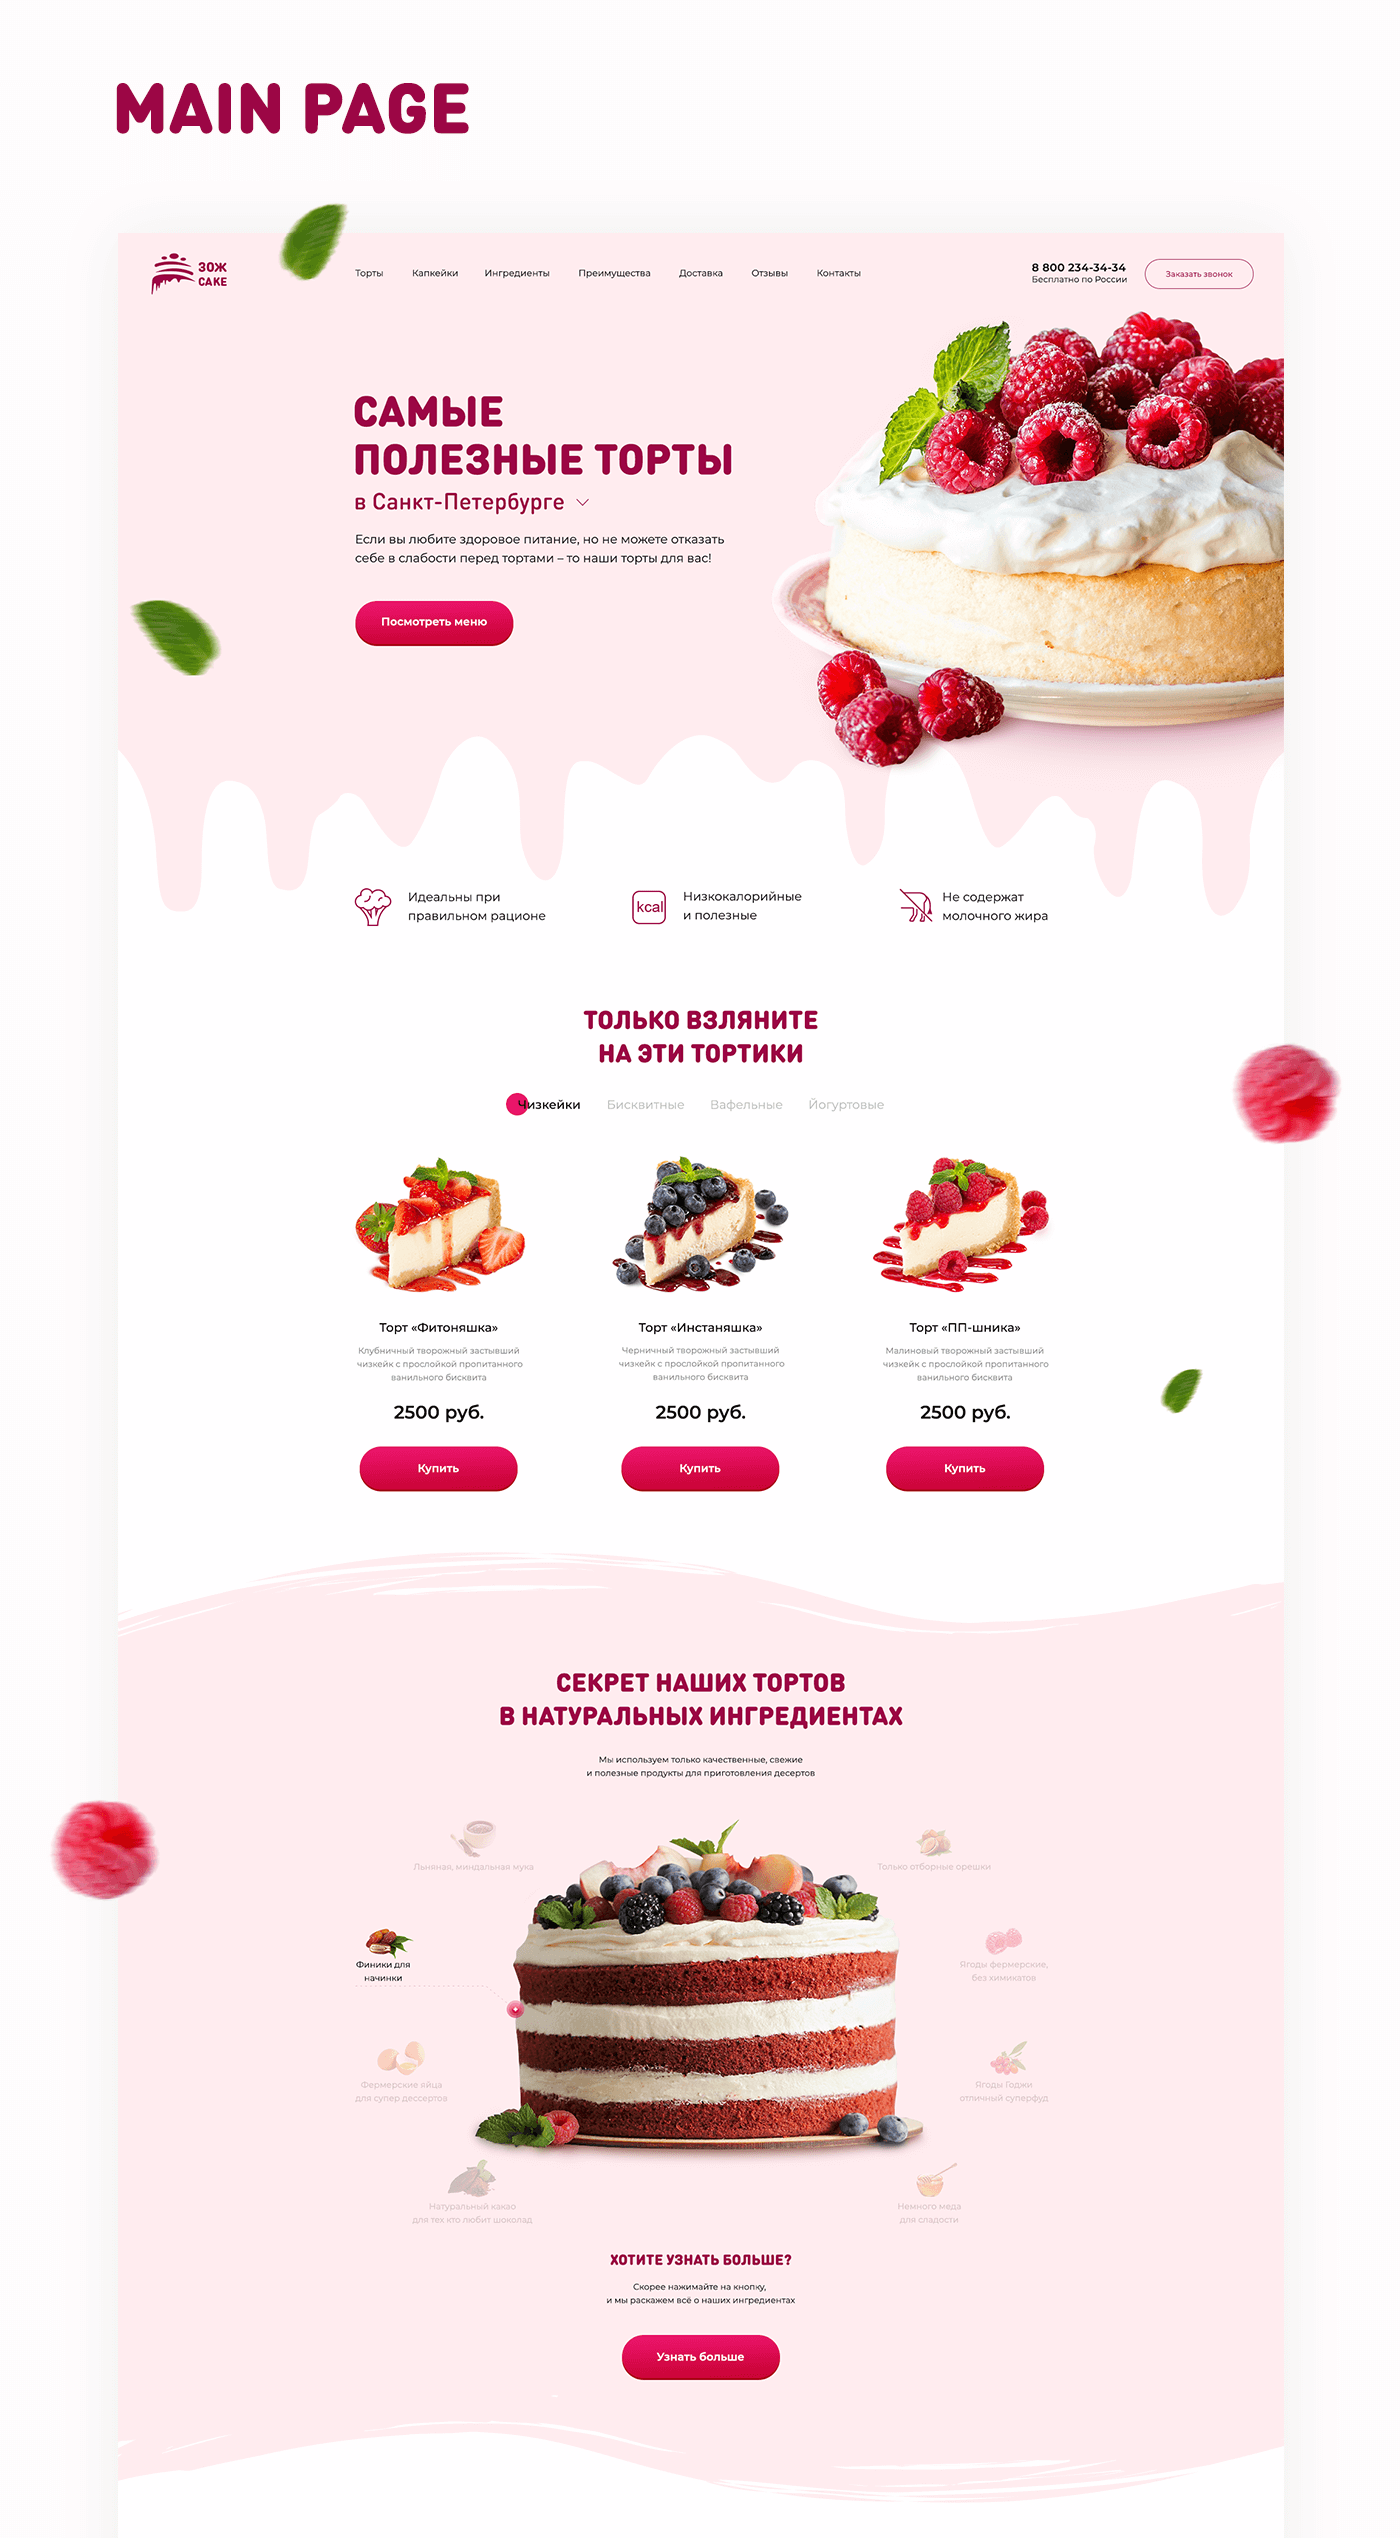 MAIN PAGE
ЗОЖ
CAKE
Торты
Капкейки
Ингредиенты
Преимущества
Доставка
Отзывы
Контакты
8 800 234-34-34
Бесплатно по России
Заказать звонок
САМЫЕ
ПОЛЕЗНЫЕ ТОРТЫ
в Санкт-Петербурге
Если вы любите здоровое питание, но не можете отказать
себе в слабости перед тортами – то наши торты для вас!
Посмотреть меню
Идеальны при
правильном рационе
kcal
Низкокалорийные
и полезные
Не содержат
молочного жира
ТОЛЬКО ВЗЛЯНИТЕ
НА ЭТИ ТОРТИКИ
Чизкейки
Бисквитные
Вафельные
Йогуртовые
Торт «Фитоняшка»
Клубничный творожный застывший
чизкейк с прослойкой пропитанного
ванильного бисквита
2500 руб.
Купить
Торт «Инстаняшка»
Черничный творожный застывший
чизкейк с прослойкой пропитанного
ванильного бисквита
2500 руб.
Купить
Торт «ПП-шника»
Малиновый творожный застывший
чизкейк с прослойкой пропитанного
ванильного бисквита
2500 руб.
Купить
СЕКРЕТ НАШИХ ТОРТОВ
В НАТУРАЛЬНЫХ ИНГРЕДИЕНТАХ
Мы используем только качественные, свежие
и полезные продукты для приготовления десертов
Льняная, миндальная мука
Только отборные орешки
Финики для
начинки
Ягоды фермерские,
без химикатов
Фермерские яйца
для супер дессертов
Ягоды Годжи
отличный суперфуд
Натуральный какао
для тех кто любит шоколад
Немного меда
для сладости
ХОТИТЕ УЗНАТЬ БОЛЬШЕ?
Скорее нажимайте на кнопку,
и мы раскажем всё о наших ингредиентах
Узнать больше